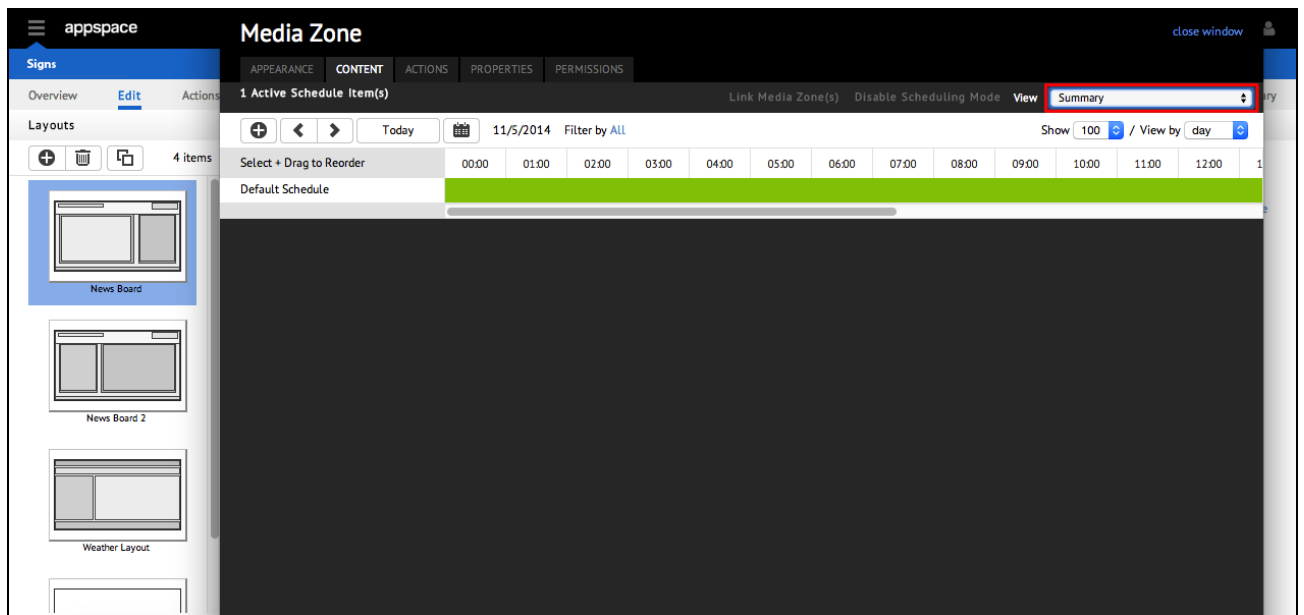 appspace
Media Zone
close window
Signs
APPEARANCE CONTENT ACTIONS PROPERTIES PERMISSIONS
Overview Edit Actions
1 Active Schedule Item(s) Link Media Zone(s) Disable Scheduling Mode View Summary
Layouts
Today 11/5/2014 Filter by All Show 100 / View by day
4 items
Select + Drag to Reorder 00:00 01:00 02:00 03:00 04:00 05:00 06:00 07:00 08:00 09:00 10:00 11:00 12:00 1
Default Schedule
News Board
News Board 2
Weather Layout